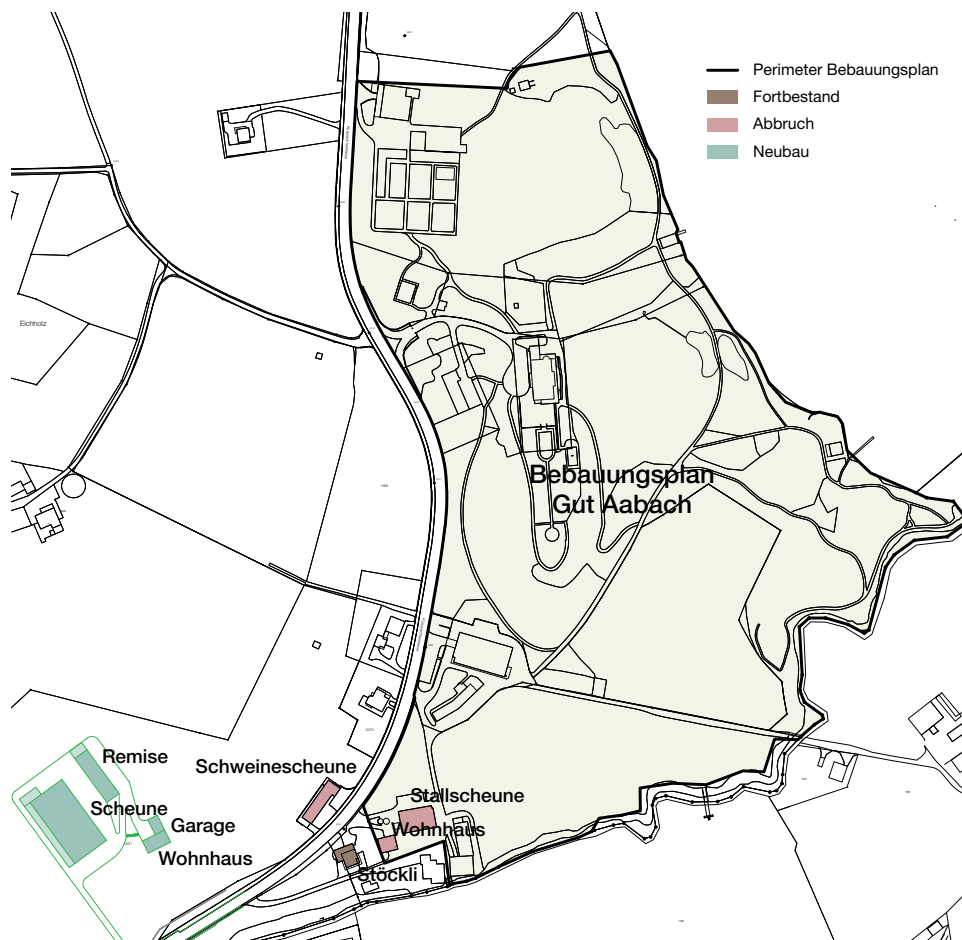 Perimeter Bebauungsplan
Fortbestand
Abbruch
Neubau
Eichholz
Bebauungsplan
Gut Aabach
Remise
Schweinescheune
Scheune
Stallscheune
Garage
Wohnhaus
Wohnhaus
Stöckli